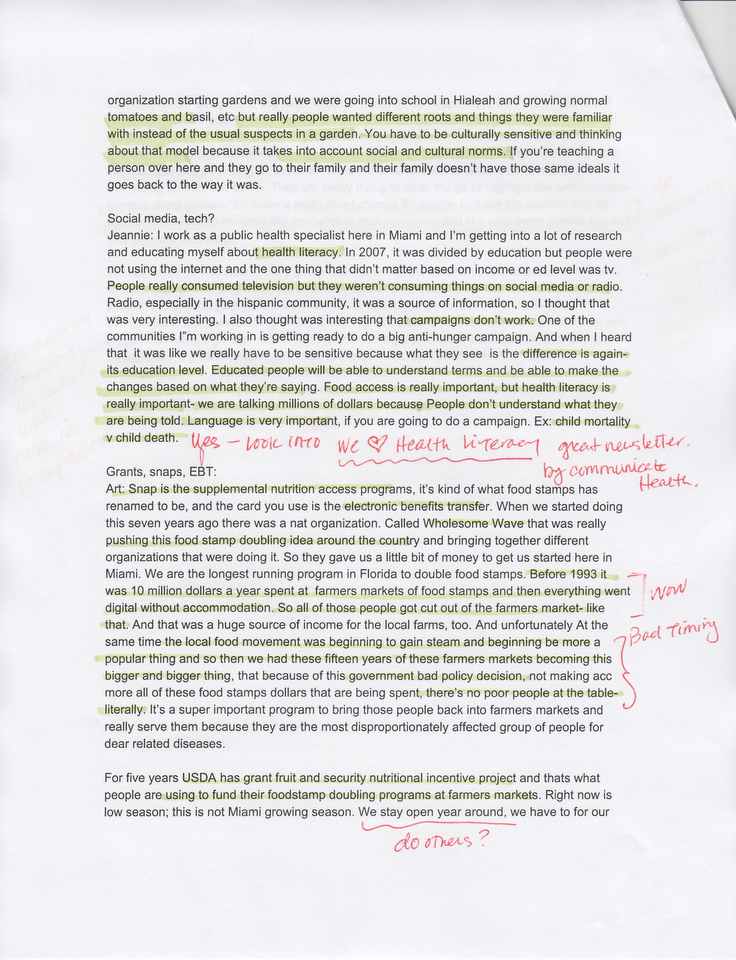 organization starting gardens and we were going into school in Hialeah and growing normal
tomatoes and basil, etc but really people wanted different roots and things they were familiar
with instead of the usual suspects in a garden. You have to be culturally sensitive and thinking
about that model because it takes into account social and cultural norms. If you're teaching a
person over here and they go to their family and their family doesn't have those same ideals it
goes back to the way it was.
Social media, tech?
Jeannie: I work as a public health specialist here in Miami and I'm getting into a lot of research
and educating myself about health literacy. In 2007, it was divided by education but people were
not using the internet and the one thing that didn't matter based on income or ed level was tv.
People really consumed television but they weren't consuming things on social media or radio.
Radio, especially in the hispanic community, it was a source of information, so I thought that
was very interesting. I also thought was interesting that campaigns don't work. One of the
communities I"m working in is getting ready to do a big anti-hunger campaign. And when I heard
that it was like we really have to be sensitive because what they see is the difference is again-
its education level. Educated people will be able to understand terms and be able to make the
changes based on what they're saying. Food access is really important, but health literacy is
really important- we are talking millions of dollars because People don't understand what they
are being told. Language is very important, if you are going to do a campaign. Ex: child mortality
v child death.
Yes - Look into We ♡ Health Literacy great newsletter.
by communicate
Health.
Grants, snaps, EBT:
Art: Snap is the supplemental nutrition access programs, it's kind of what food stamps has
renamed to be, and the card you use is the electronic benefits transfer. When we started doing
this seven years ago there was a nat organization. Called Wholesome Wave that was really
pushing this food stamp doubling idea around the country and bringing together different
organizations that were doing it. So they gave us a little bit of money to get us started here in
Miami. We are the longest running program in Florida to double food stamps. Before 1993 it
was 10 million dollars a year spent at farmers markets of food stamps and then everything went
digital without accommodation. So all of those people got cut out of the farmers market- like
that. And that was a huge source of income for the local farms, too. And unfortunately At the
same time the local food movement was beginning to gain steam and beginning be more a
popular thing and so then we had these fifteen years of these farmers markets becoming this
bigger and bigger thing, that because of this government bad policy decision, not making acc
more all of these food stamps dollars that are being spent, there's no poor people at the table-
literally. It's a super important program to bring those people back into farmers markets and
really serve them because they are the most disproportionately affected group of people for
dear related diseases.
wow
Bad Timing
For five years USDA has grant fruit and security nutritional incentive project and thats what
people are using to fund their foodstamp doubling programs at farmers markets. Right now is
low season; this is not Miami growing season. We stay open year around, we have to for our
do others?